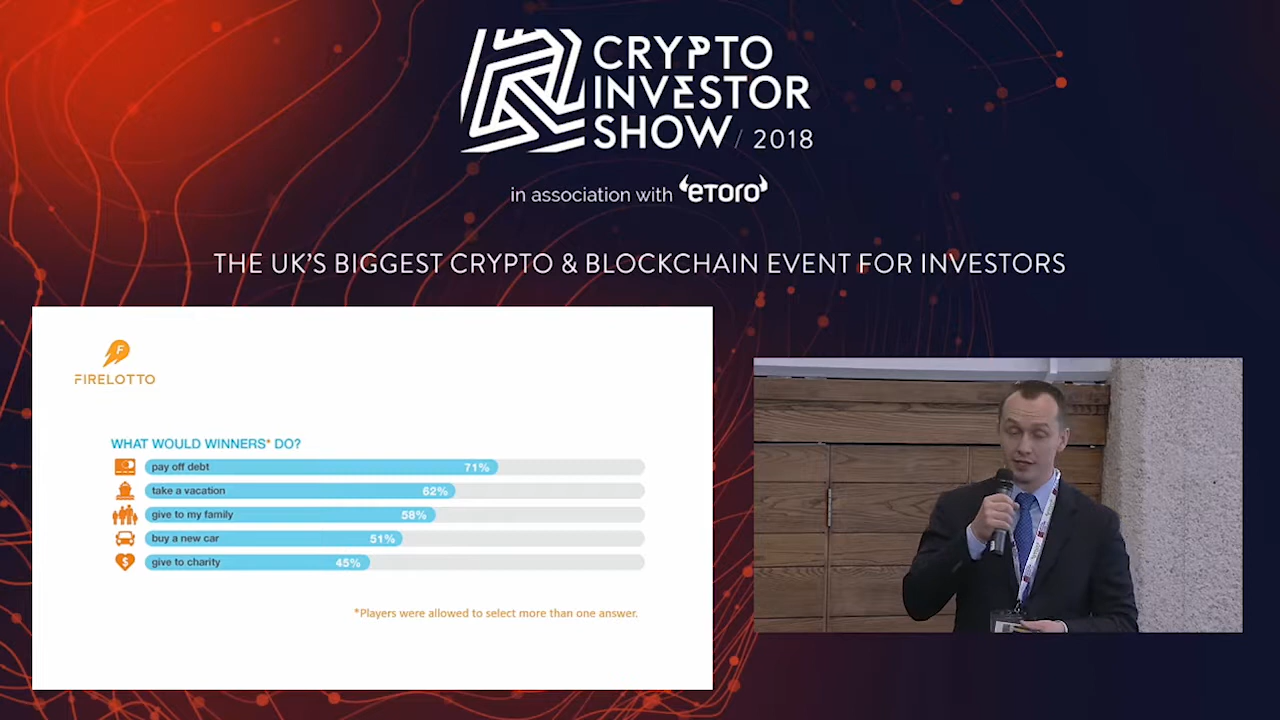 CRYPTO
INVESTOR
SHOW / 2018
in association with eTORO
THE UK'S BIGGEST CRYPTO & BLOCKCHAIN EVENT FOR INVESTORS
F
FIRELOTTO
WHAT WOULD WINNERS* DO?
pay off debt 71%
take a vacation 62%
give to my family 58%
buy a new car 51%
$ give to charity 45%
*Players were allowed to select more than one answer.